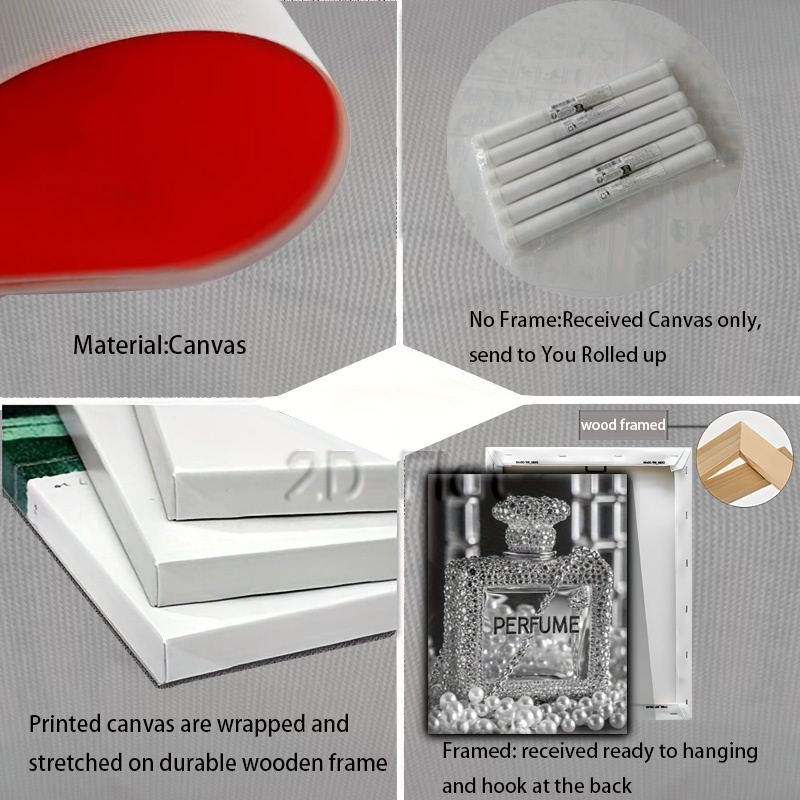 Material:Canvas
No Frame:Received Canvas only,
send to You Rolled up
2D Flat
wood framed
PERFUME
Printed canvas are wrapped and
stretched on durable wooden frame
Framed: received ready to hanging
and hook at the back